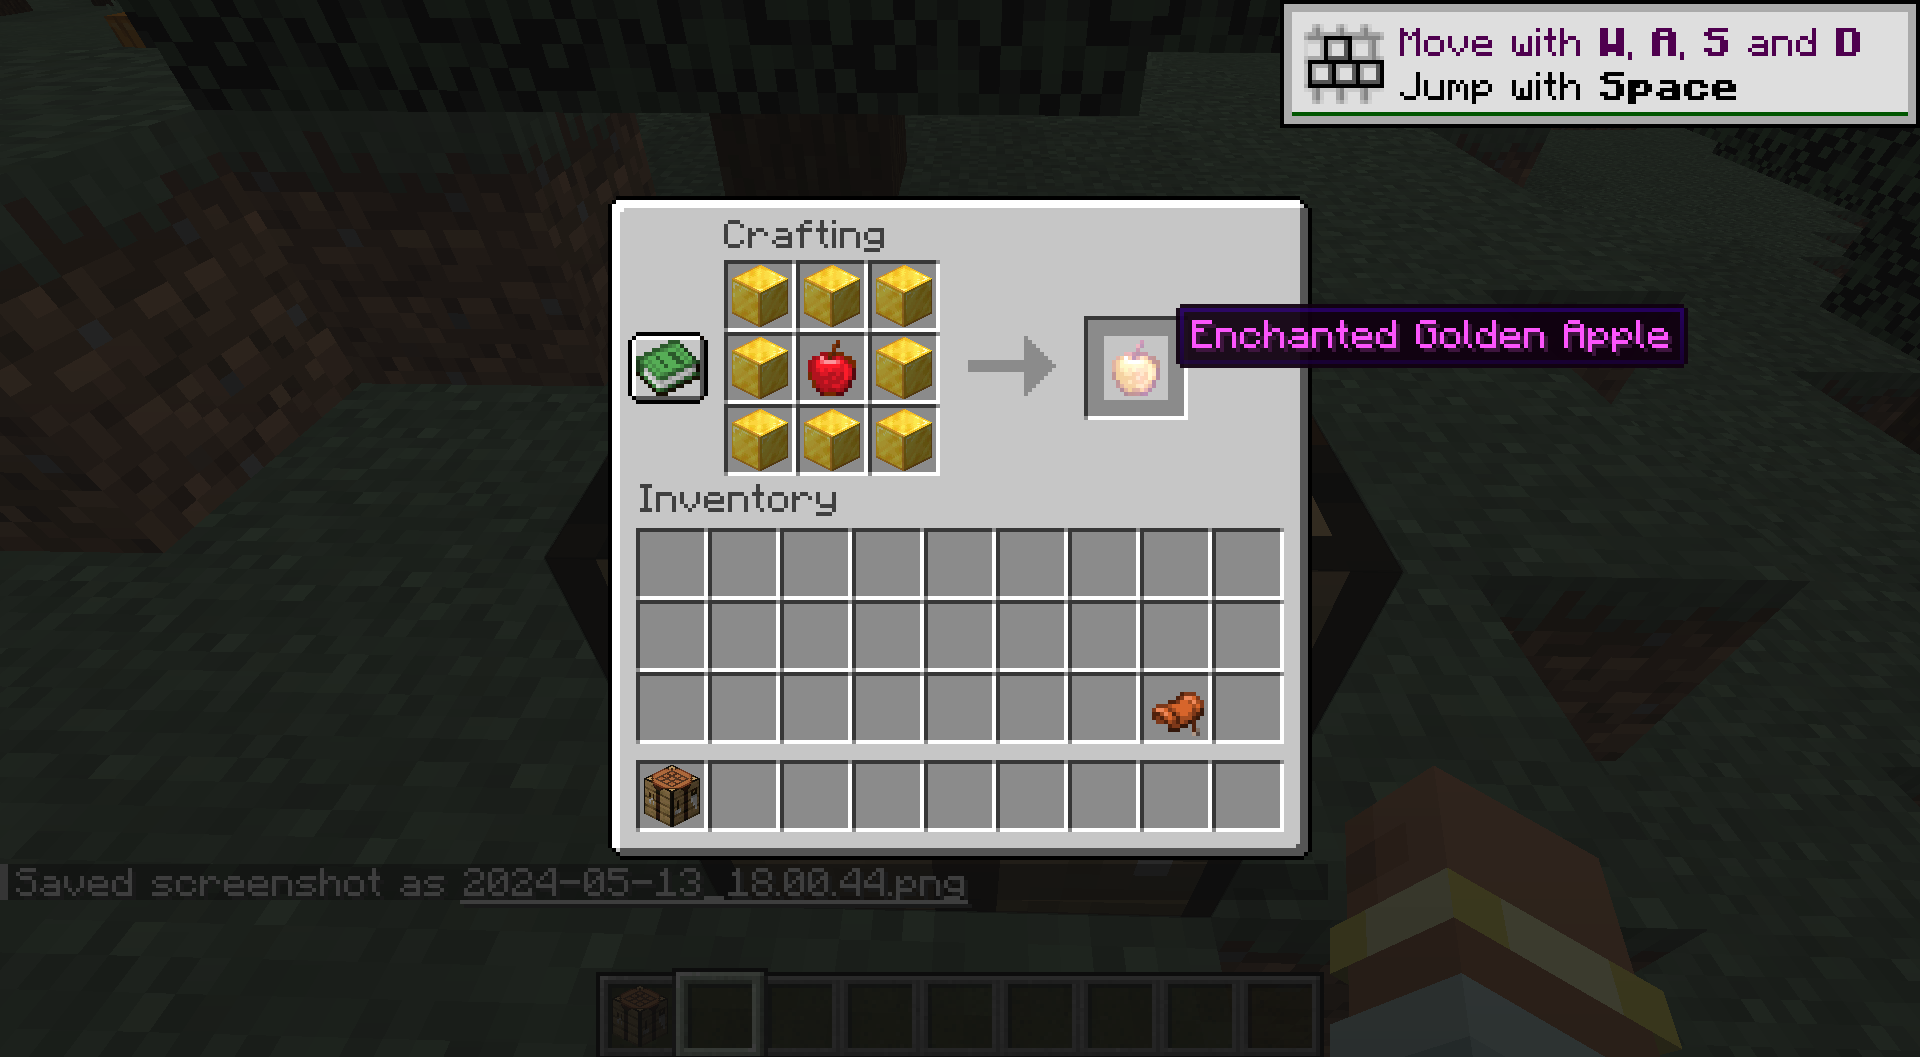 Move with W, A, S and D
Jump with Space
Crafting
Enchanted Golden Apple
Inventory
Saved screenshot as 2024-05-13_18.00.44.png